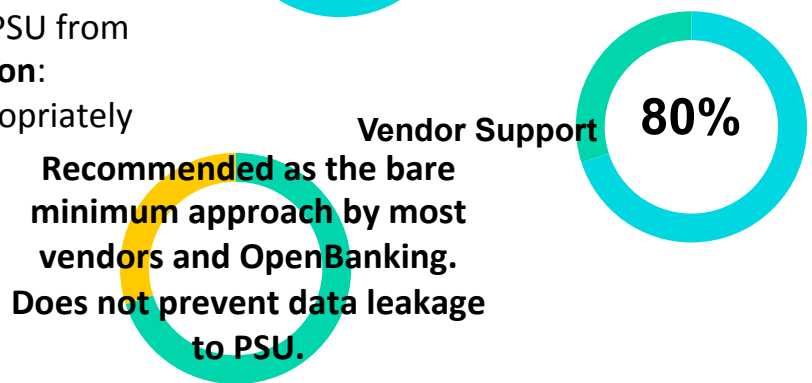 PSU from
on:
opriately
Vendor Support
80%
Recommended as the bare
minimum approach by most
vendors and OpenBanking.
Does not prevent data leakage
to PSU.